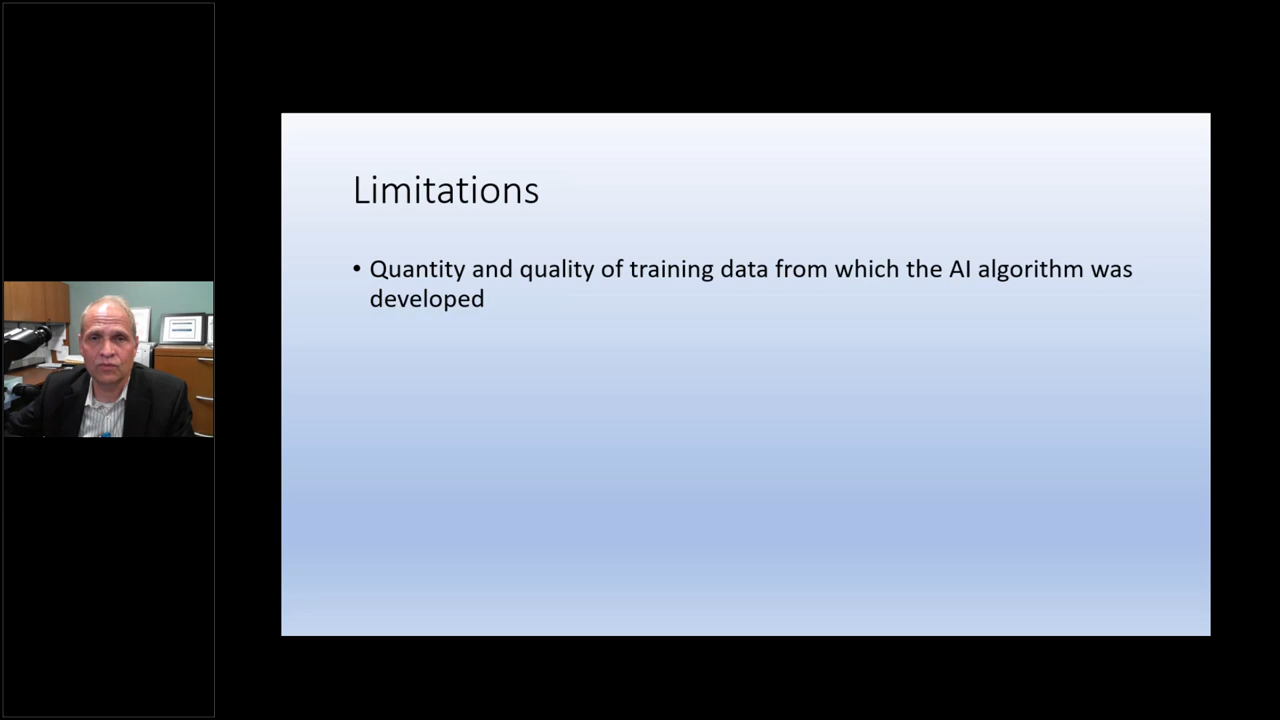 Limitations
• Quantity and quality of training data from which the AI algorithm was
developed